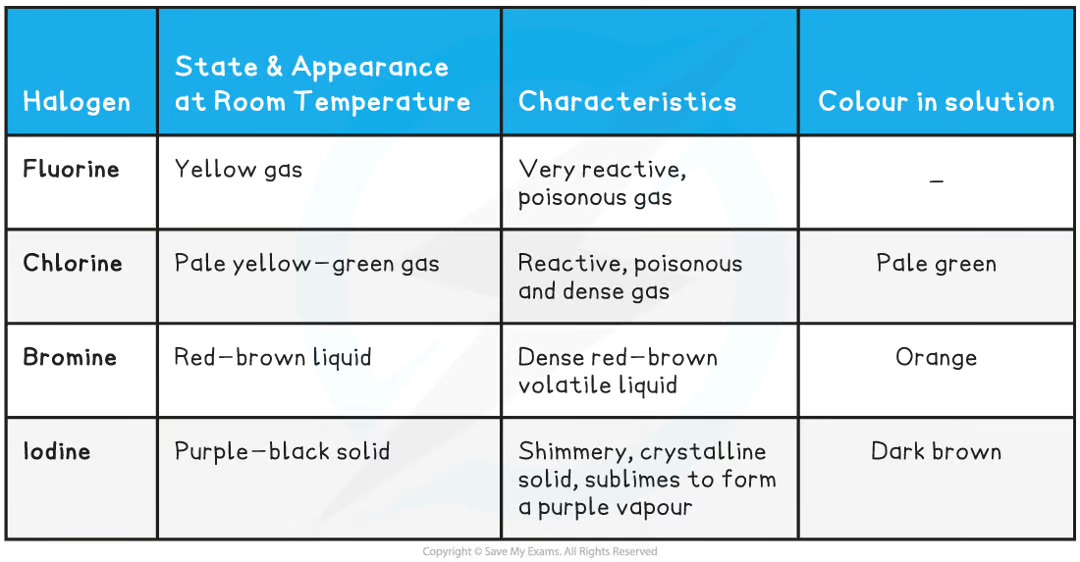 Halogen
State & Appearance
at Room Temperature
Characteristics
Colour in solution
Fluorine
Yellow gas
Very reactive,
poisonous gas
–
Chlorine
Pale yellow–green gas
Reactive, poisonous
and dense gas
Pale green
Bromine
Red–brown liquid
Dense red–brown
volatile liquid
Orange
Iodine
Purple–black solid
Shimmery, crystalline
solid, sublimes to form
a purple vapour
Dark brown
Copyright © Save My Exams. All Rights Reserved